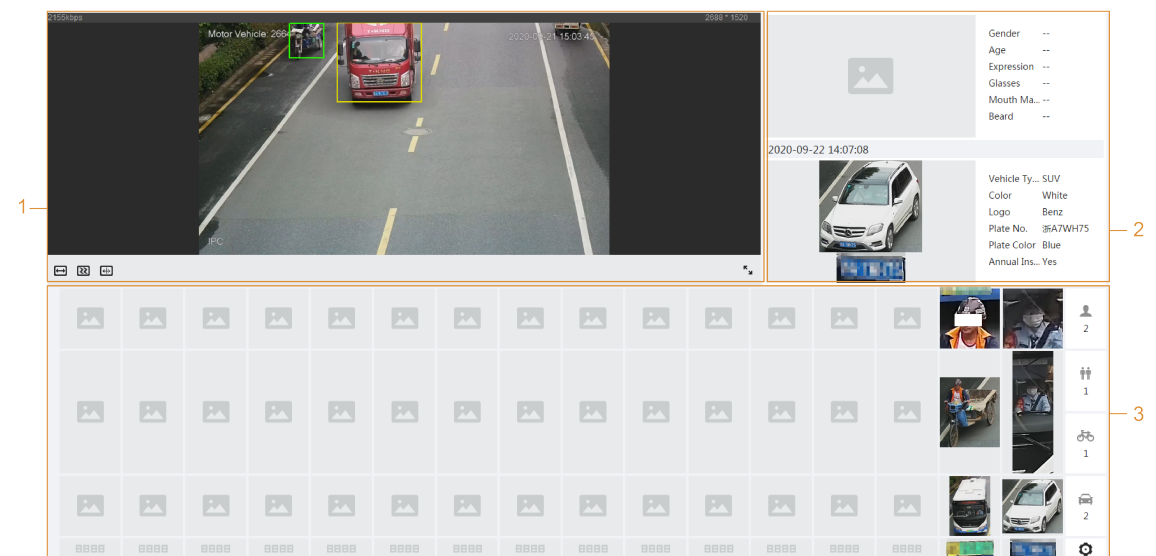 2155kbps
2688 * 1520
Motor Vehicle: 2664
2020-09-21 15:03:45
IPC
1
Gender --
Age --
Expression --
Glasses --
Mouth Ma... --
Beard --
2020-09-22 14:07:08
Vehicle Ty... SUV
Color White
Logo Benz
Plate No. 浙A7WH75
Plate Color Blue
Annual Ins... Yes
2
2
1
3
1
2